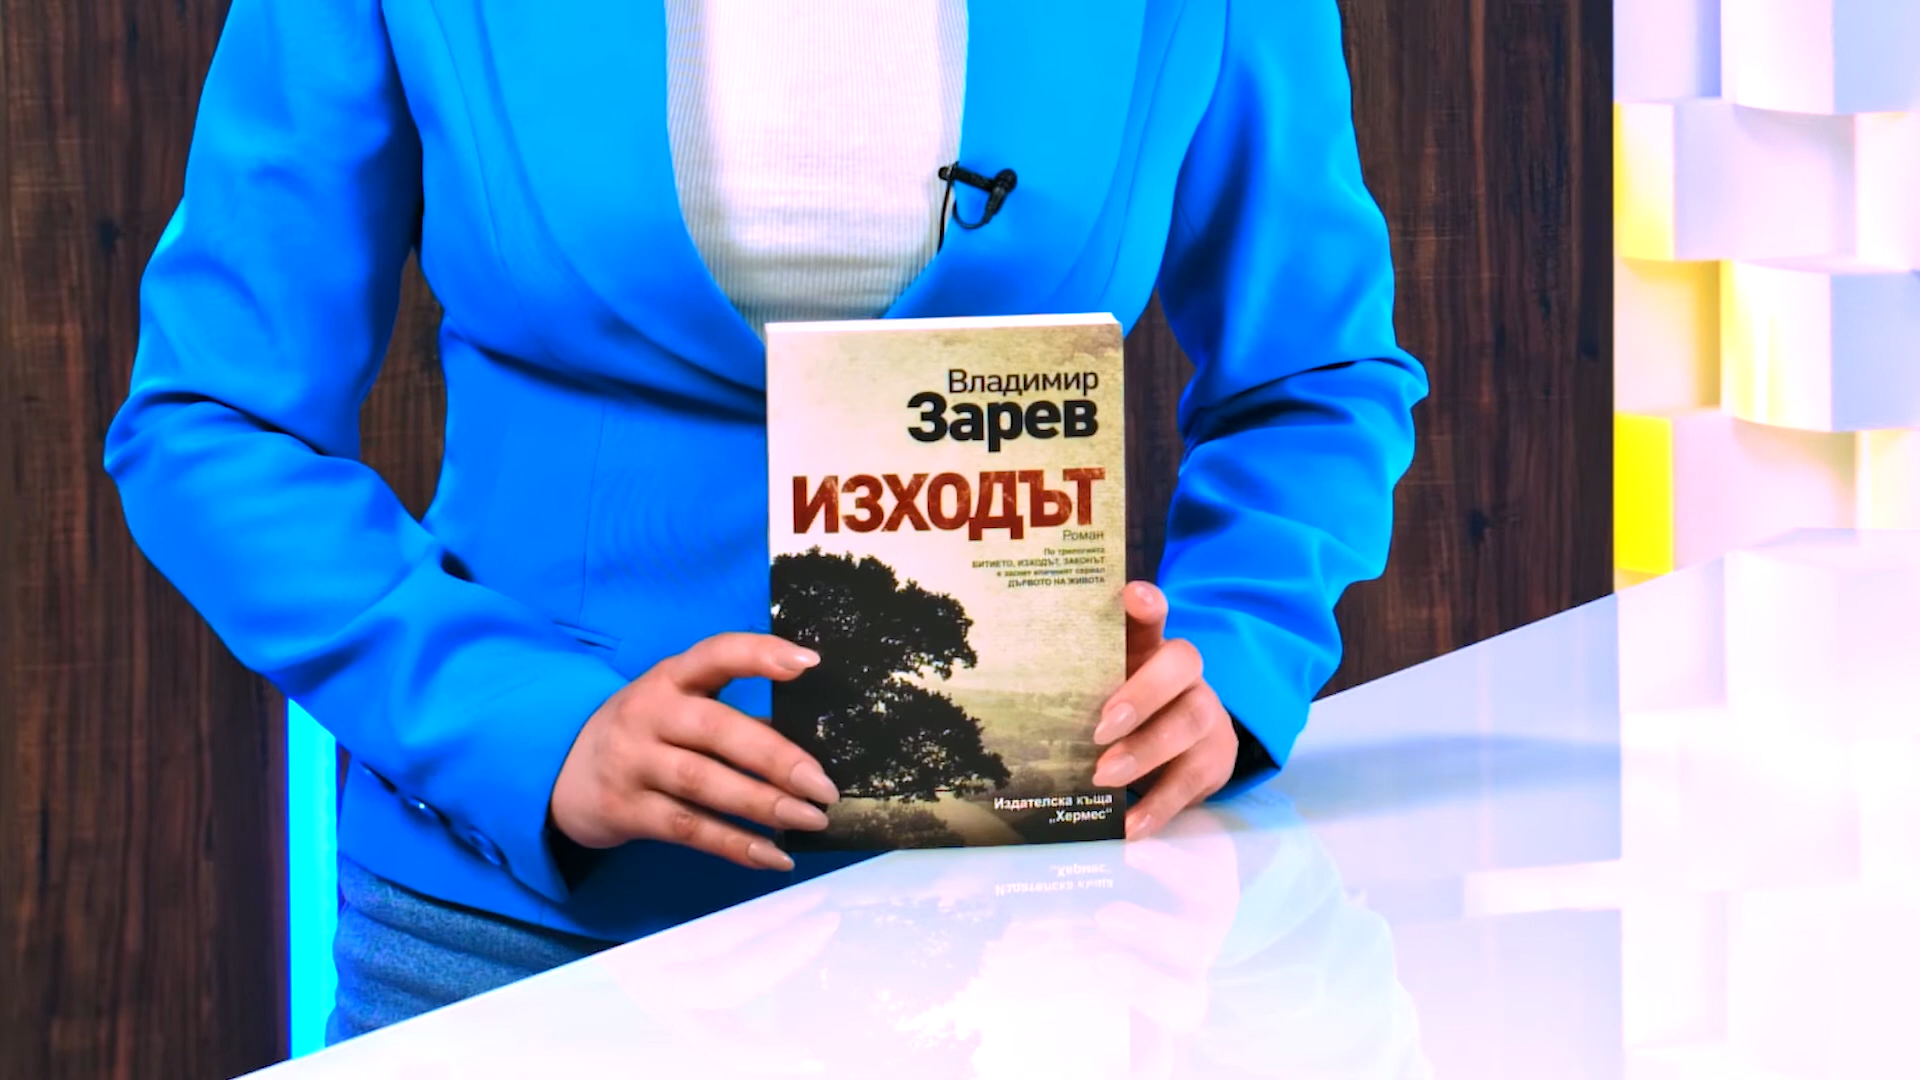 Владимир
Зарев
ИЗХОДЪТ
Роман
По трилогията
БИТИЕТО, ИЗХОДЪТ, ЗАКОНЪТ
е заснет епичният сериал
ДЪРВОТО НА ЖИВОТА
Издателска къща
„Хермес“